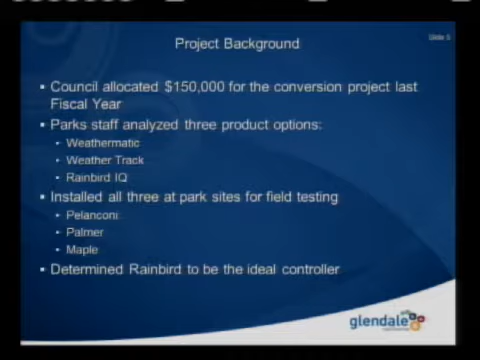 Slide 5
Project Background
▪ Council allocated $150,000 for the conversion project last
Fiscal Year
▪ Parks staff analyzed three product options:
• Weathermatic
• Weather Track
• Rainbird IQ
▪ Installed all three at park sites for field testing
• Pelanconi
• Palmer
• Maple
▪ Determined Rainbird to be the ideal controller
glendale